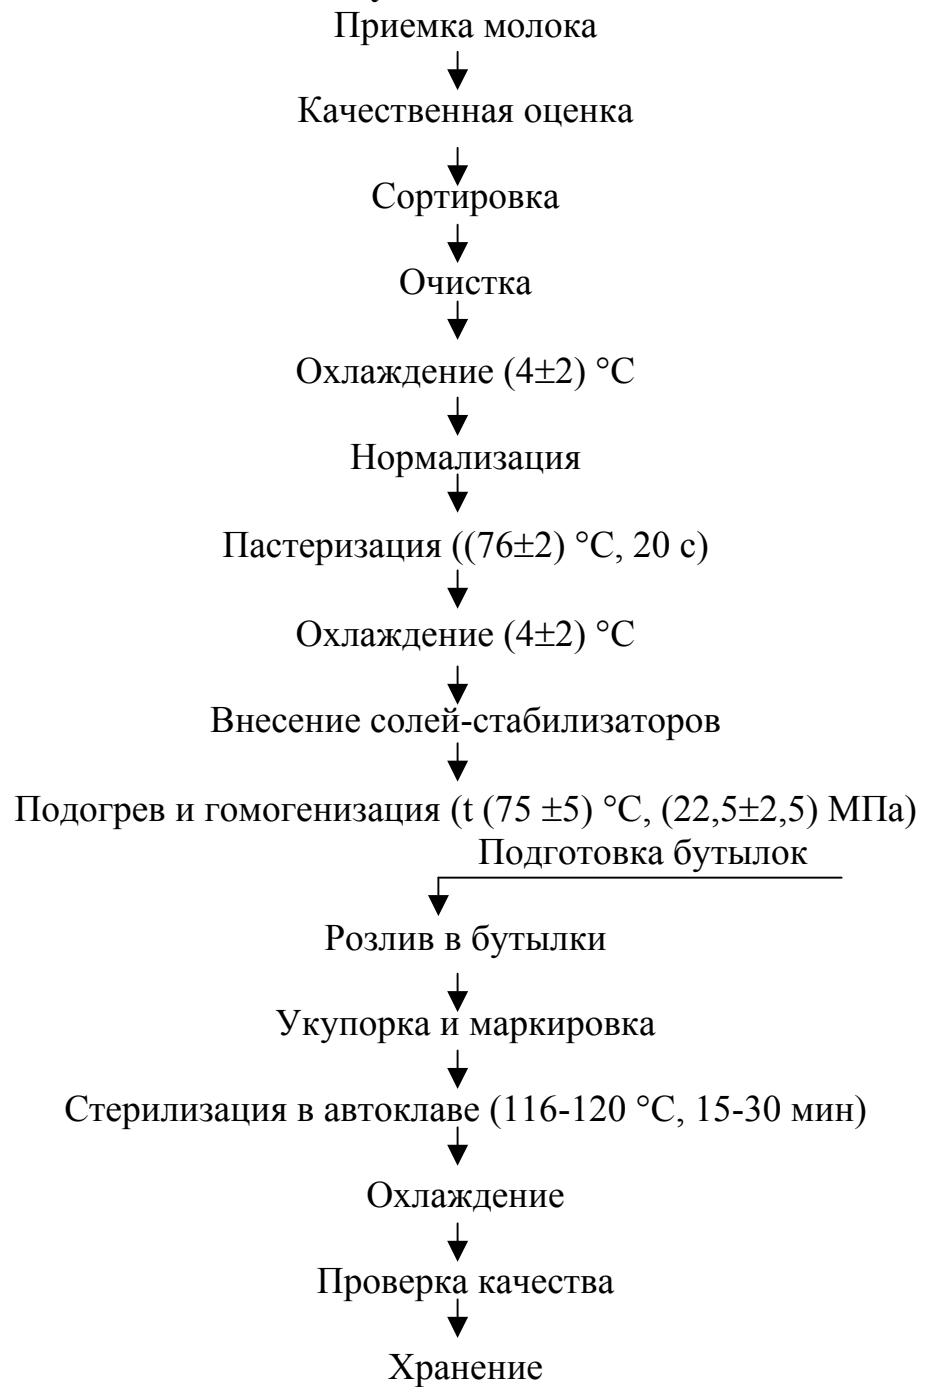 Приемка молока
Качественная оценка
Сортировка
Очистка
Охлаждение (4±2) °С
Нормализация
Пастеризация ((76±2) °С, 20 с)
Охлаждение (4±2) °С
Внесение солей-стабилизаторов
Подогрев и гомогенизация (t (75 ±5) °С, (22,5±2,5) МПа)
Подготовка бутылок
Розлив в бутылки
Укупорка и маркировка
Стерилизация в автоклаве (116-120 °С, 15-30 мин)
Охлаждение
Проверка качества
Хранение